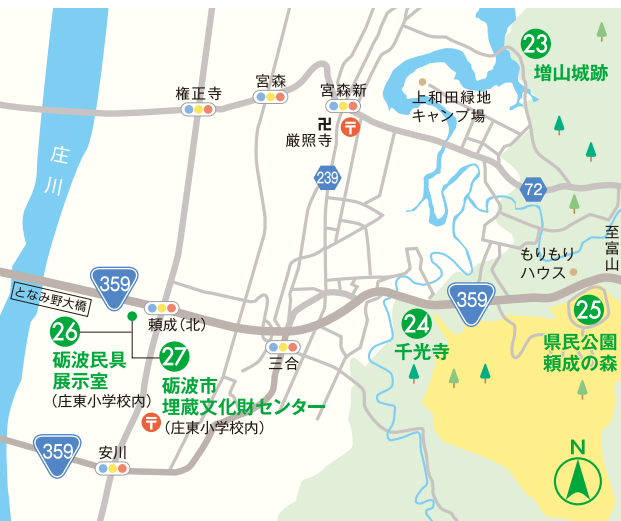 23
増山城跡
宮森
権正寺
宮森新
上和田緑地
キャンプ場
厳照寺
庄川
239
72
至富山
もりもり
ハウス
359
となみ野大橋
359
25
県民公園
頼成の森
24
千光寺
頼成(北)
26
砺波民具
展示室
(庄東小学校内)
27
砺波市
埋蔵文化財センター
(庄東小学校内)
三合
359
安川
N